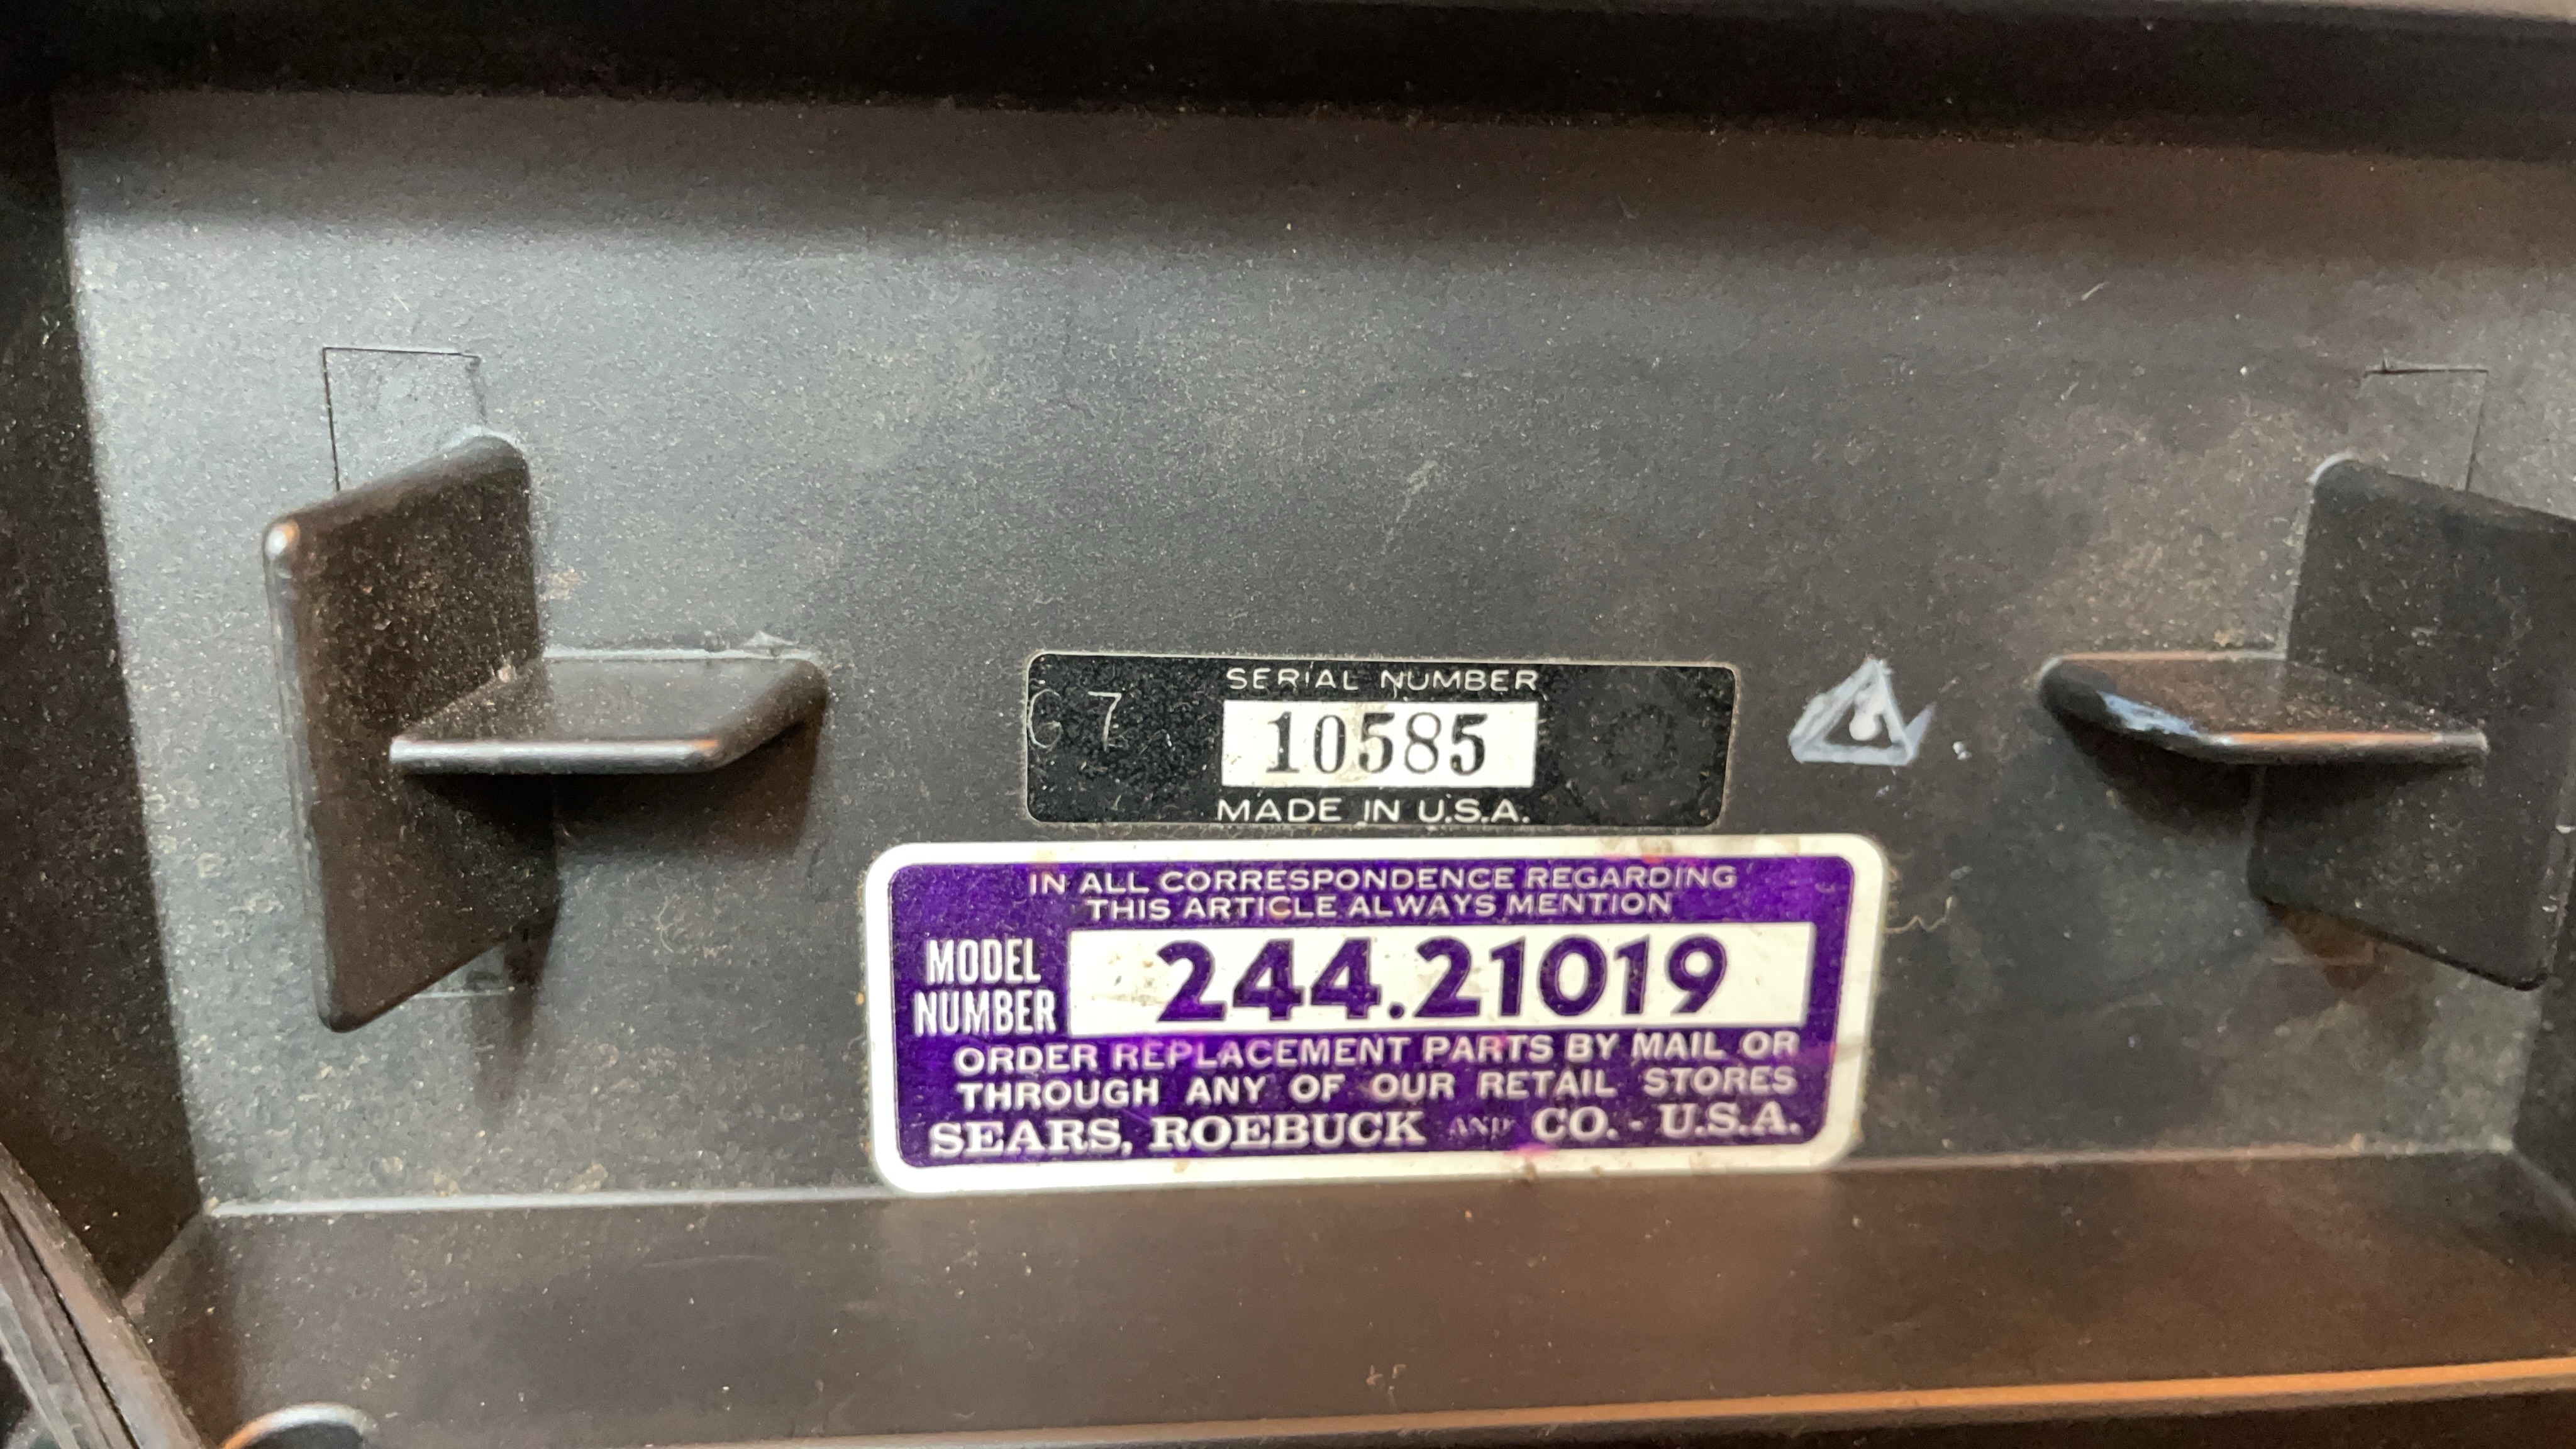 SERIAL NUMBER
67 10585
MADE IN U.S.A.
IN ALL CORRESPONDENCE REGARDING
THIS ARTICLE ALWAYS MENTION
MODEL NUMBER 244.21019
ORDER REPLACEMENT PARTS BY MAIL OR
THROUGH ANY OF OUR RETAIL STORES
SEARS, ROEBUCK AND CO. - U.S.A.